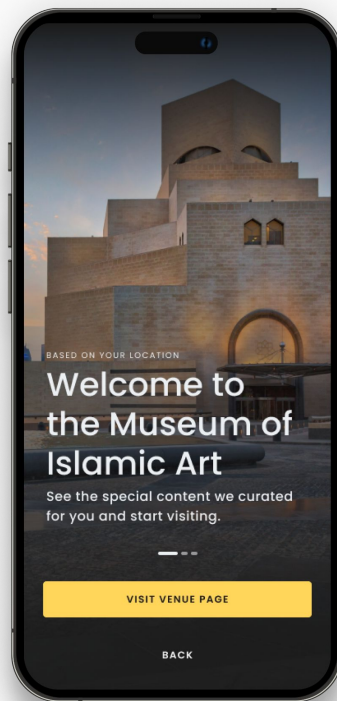 BASED ON YOUR LOCATION
Welcome to
the Museum of
Islamic Art
See the special content we curated
for you and start visiting.
VISIT VENUE PAGE
BACK